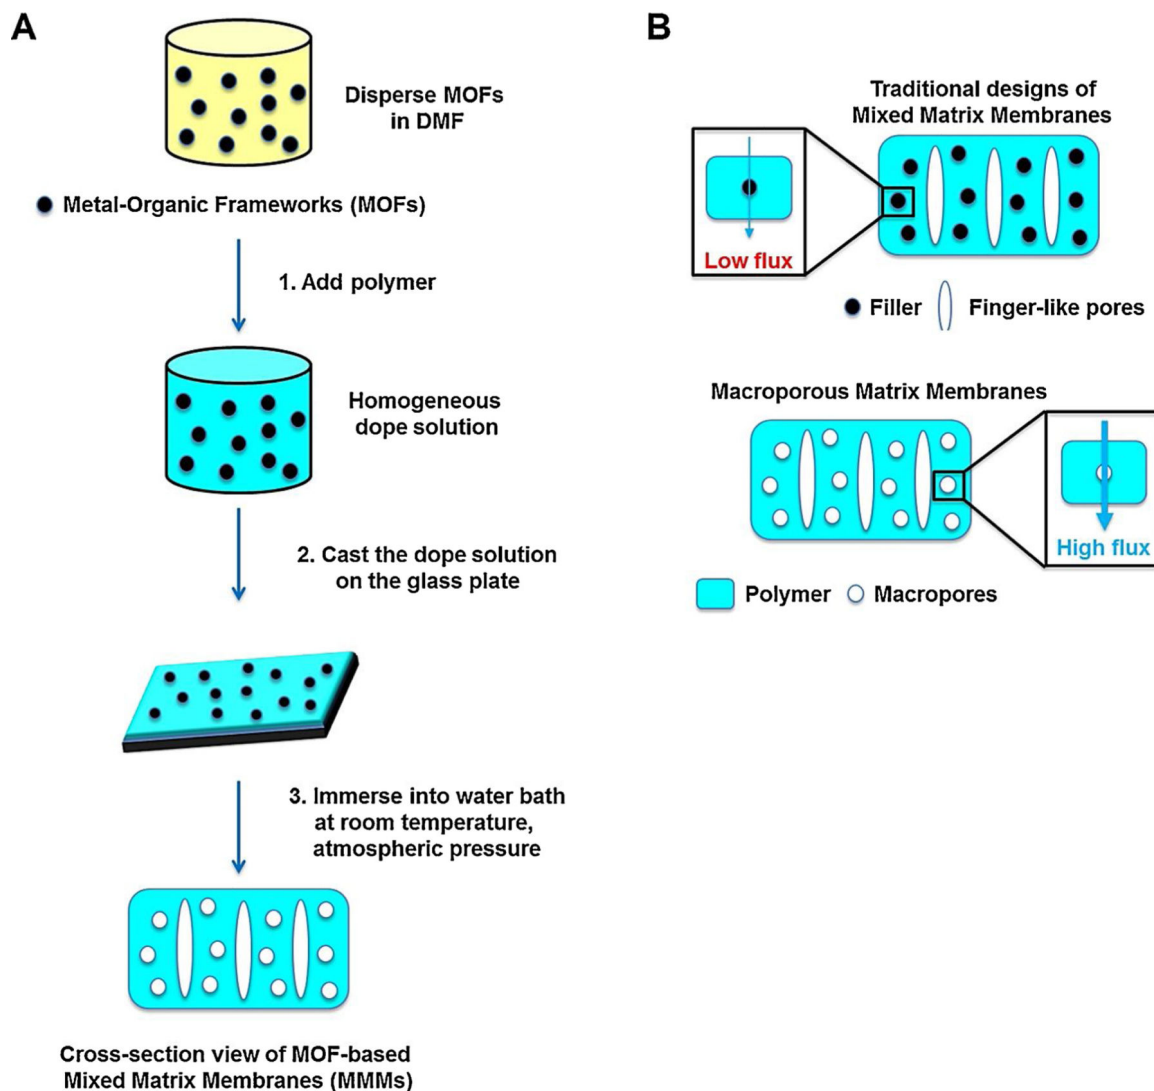 A
Disperse MOFs
in DMF
Metal-Organic Frameworks (MOFs)
1. Add polymer
Homogeneous
dope solution
2. Cast the dope solution
on the glass plate
3. Immerse into water bath
at room temperature,
atmospheric pressure
Cross-section view of MOF-based
Mixed Matrix Membranes (MMMs)
B
Traditional designs of
Mixed Matrix Membranes
Low flux
Filler
Finger-like pores
Macroporous Matrix Membranes
High flux
Polymer
Macropores